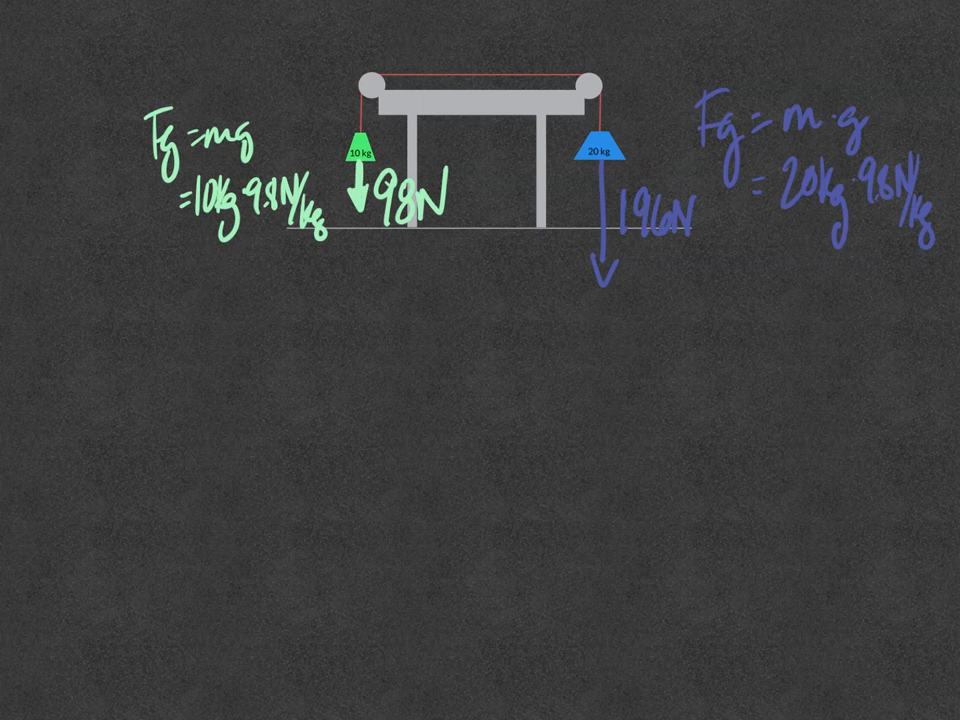 Fg = mg
= 10kg 9.8N/kg
10 kg
98N
20 kg
196N
Fg = m · g
= 20kg · 9.8N/kg